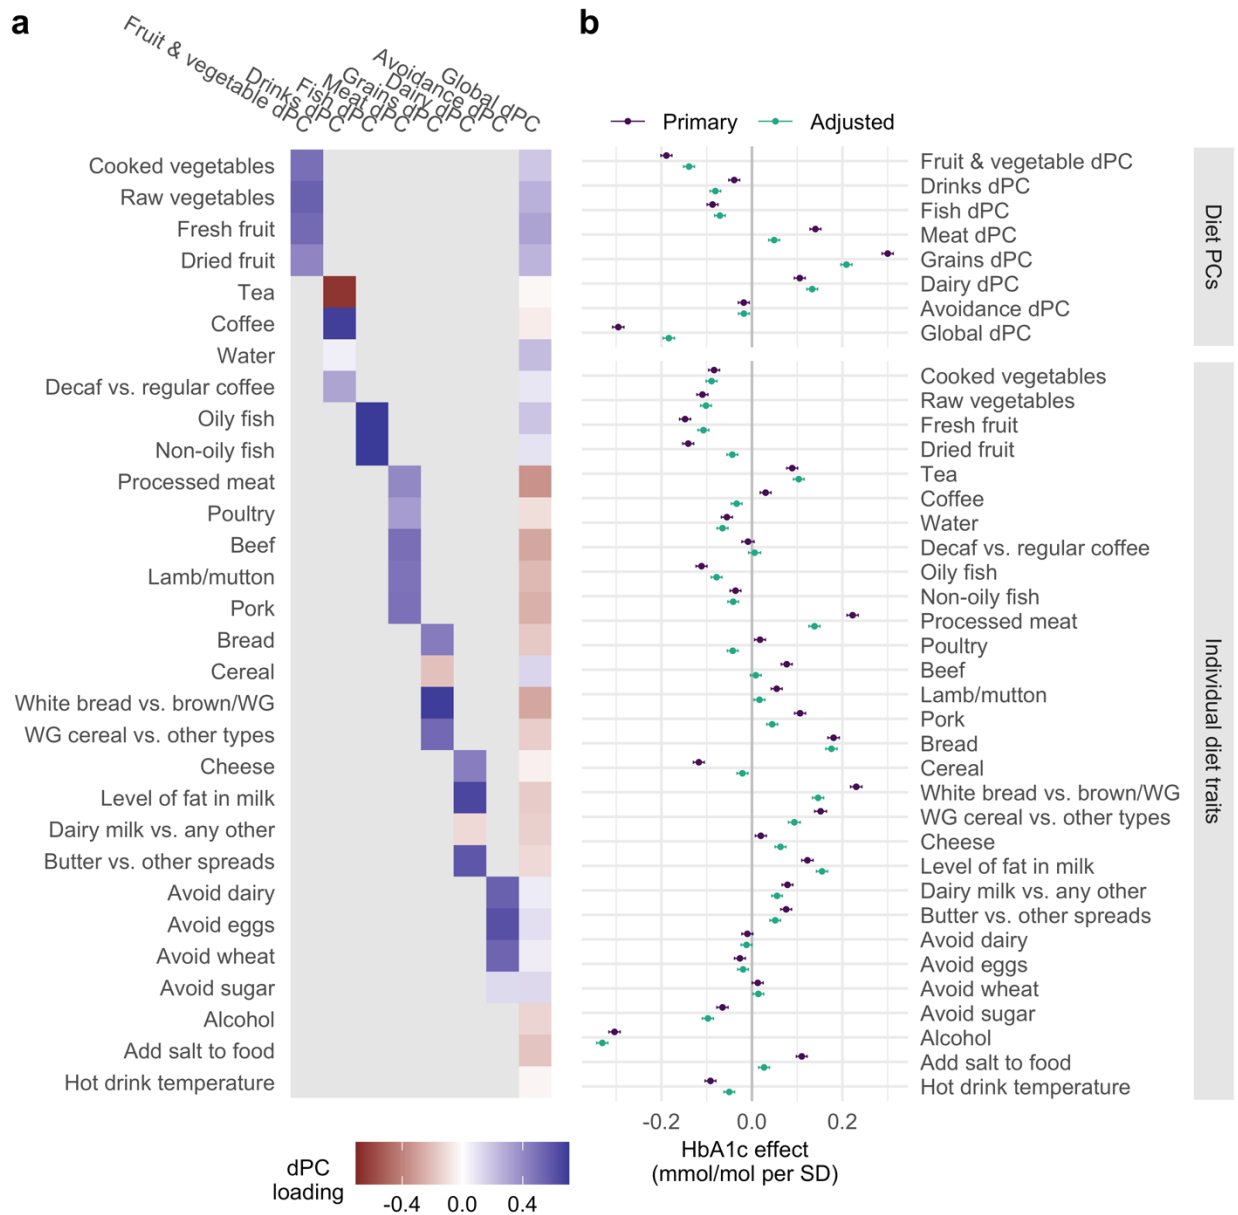 a
Fruit & vegetable dPC
Drinks dPC
Fish dPC
Meat dPC
Grains dPC
Dairy dPC
Avoidance dPC
Global dPC
Cooked vegetables
Raw vegetables
Fresh fruit
Dried fruit
Tea
Coffee
Water
Decaf vs. regular coffee
Oily fish
Non-oily fish
Processed meat
Poultry
Beef
Lamb/mutton
Pork
Bread
Cereal
White bread vs. brown/WG
WG cereal vs. other types
Cheese
Level of fat in milk
Dairy milk vs. any other
Butter vs. other spreads
Avoid dairy
Avoid eggs
Avoid wheat
Avoid sugar
Alcohol
Add salt to food
Hot drink temperature
dPC
loading
-0.4 0.0 0.4
b
Primary Adjusted
Fruit & vegetable dPC
Drinks dPC
Fish dPC
Meat dPC
Grains dPC
Dairy dPC
Avoidance dPC
Global dPC
Diet PCs
Cooked vegetables
Raw vegetables
Fresh fruit
Dried fruit
Tea
Coffee
Water
Decaf vs. regular coffee
Oily fish
Non-oily fish
Processed meat
Poultry
Beef
Lamb/mutton
Pork
Bread
Cereal
White bread vs. brown/WG
WG cereal vs. other types
Cheese
Level of fat in milk
Dairy milk vs. any other
Butter vs. other spreads
Avoid dairy
Avoid eggs
Avoid wheat
Avoid sugar
Alcohol
Add salt to food
Hot drink temperature
Individual diet traits
-0.2 0.0 0.2
HbA1c effect
(mmol/mol per SD)